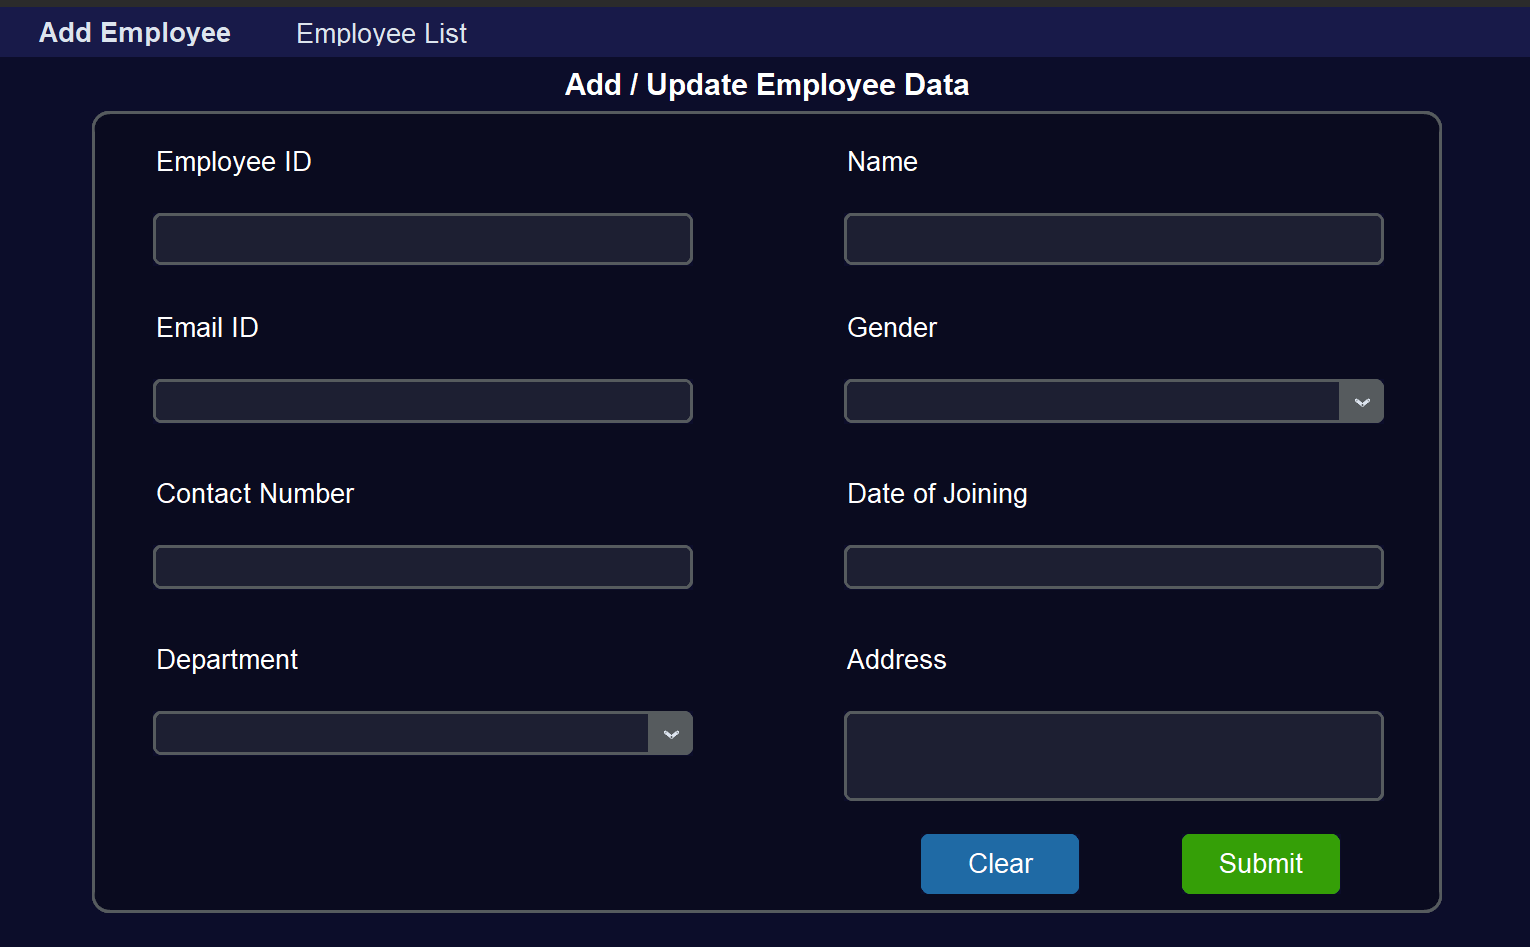 Add Employee
Employee List
Add / Update Employee Data
Employee ID
Name
Email ID
Gender
Contact Number
Date of Joining
Department
Address
Clear
Submit